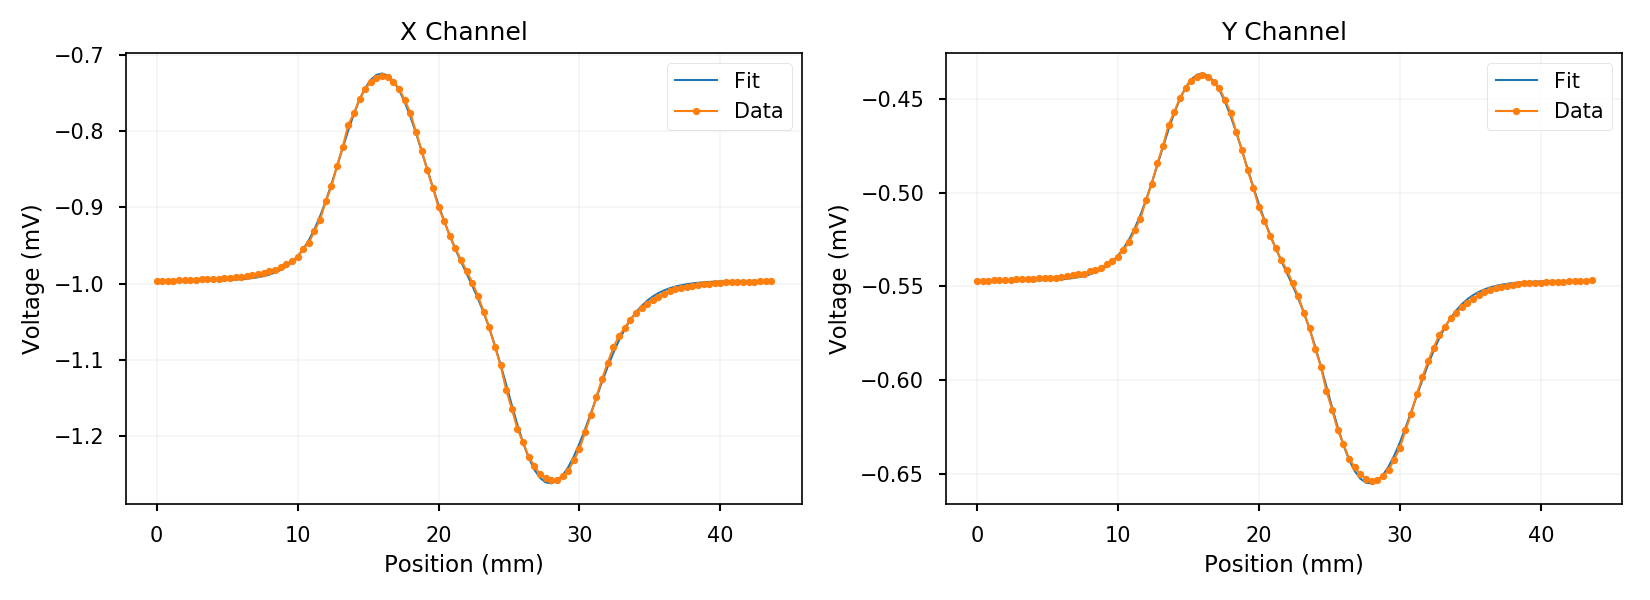 X Channel
Voltage (mV)
−0.7
−0.8
−0.9
−1.0
−1.1
−1.2
0 10 20 30 40
Position (mm)
Fit
Data
Y Channel
Voltage (mV)
−0.45
−0.50
−0.55
−0.60
−0.65
0 10 20 30 40
Position (mm)
Fit
Data